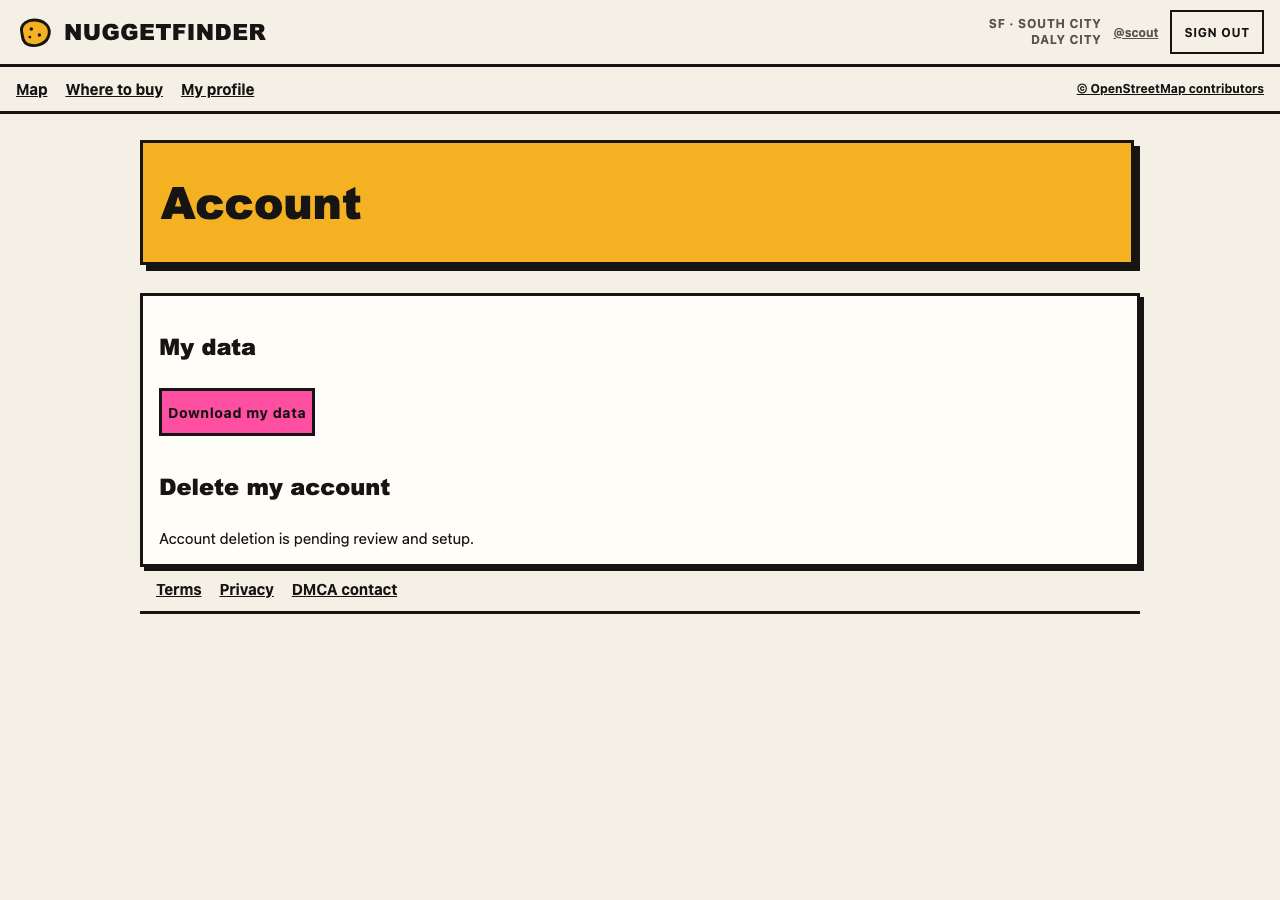 NUGGETFINDER
SF · SOUTH CITY
DALY CITY
@scout
SIGN OUT
Map
Where to buy
My profile
© OpenStreetMap contributors
Account
My data
Download my data
Delete my account
Account deletion is pending review and setup.
Terms
Privacy
DMCA contact